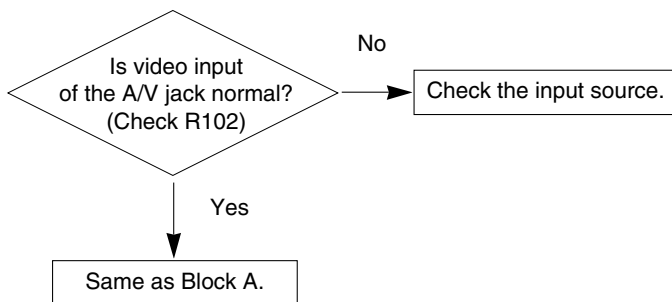 No
Is video input
of the A/V jack normal?
(Check R102)
Check the input source.
Yes
Same as Block A.